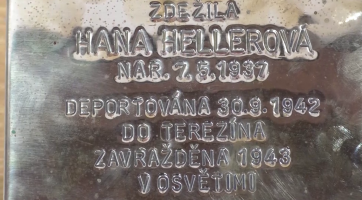 ZDE ŽILA
HANA HELLEROVÁ
NAR. 7.5.1937
DEPORTOVÁNA 30.9.1942
DO TEREZÍNA
ZAVRAŽDĚNA 1943
V OSVĚTIMI